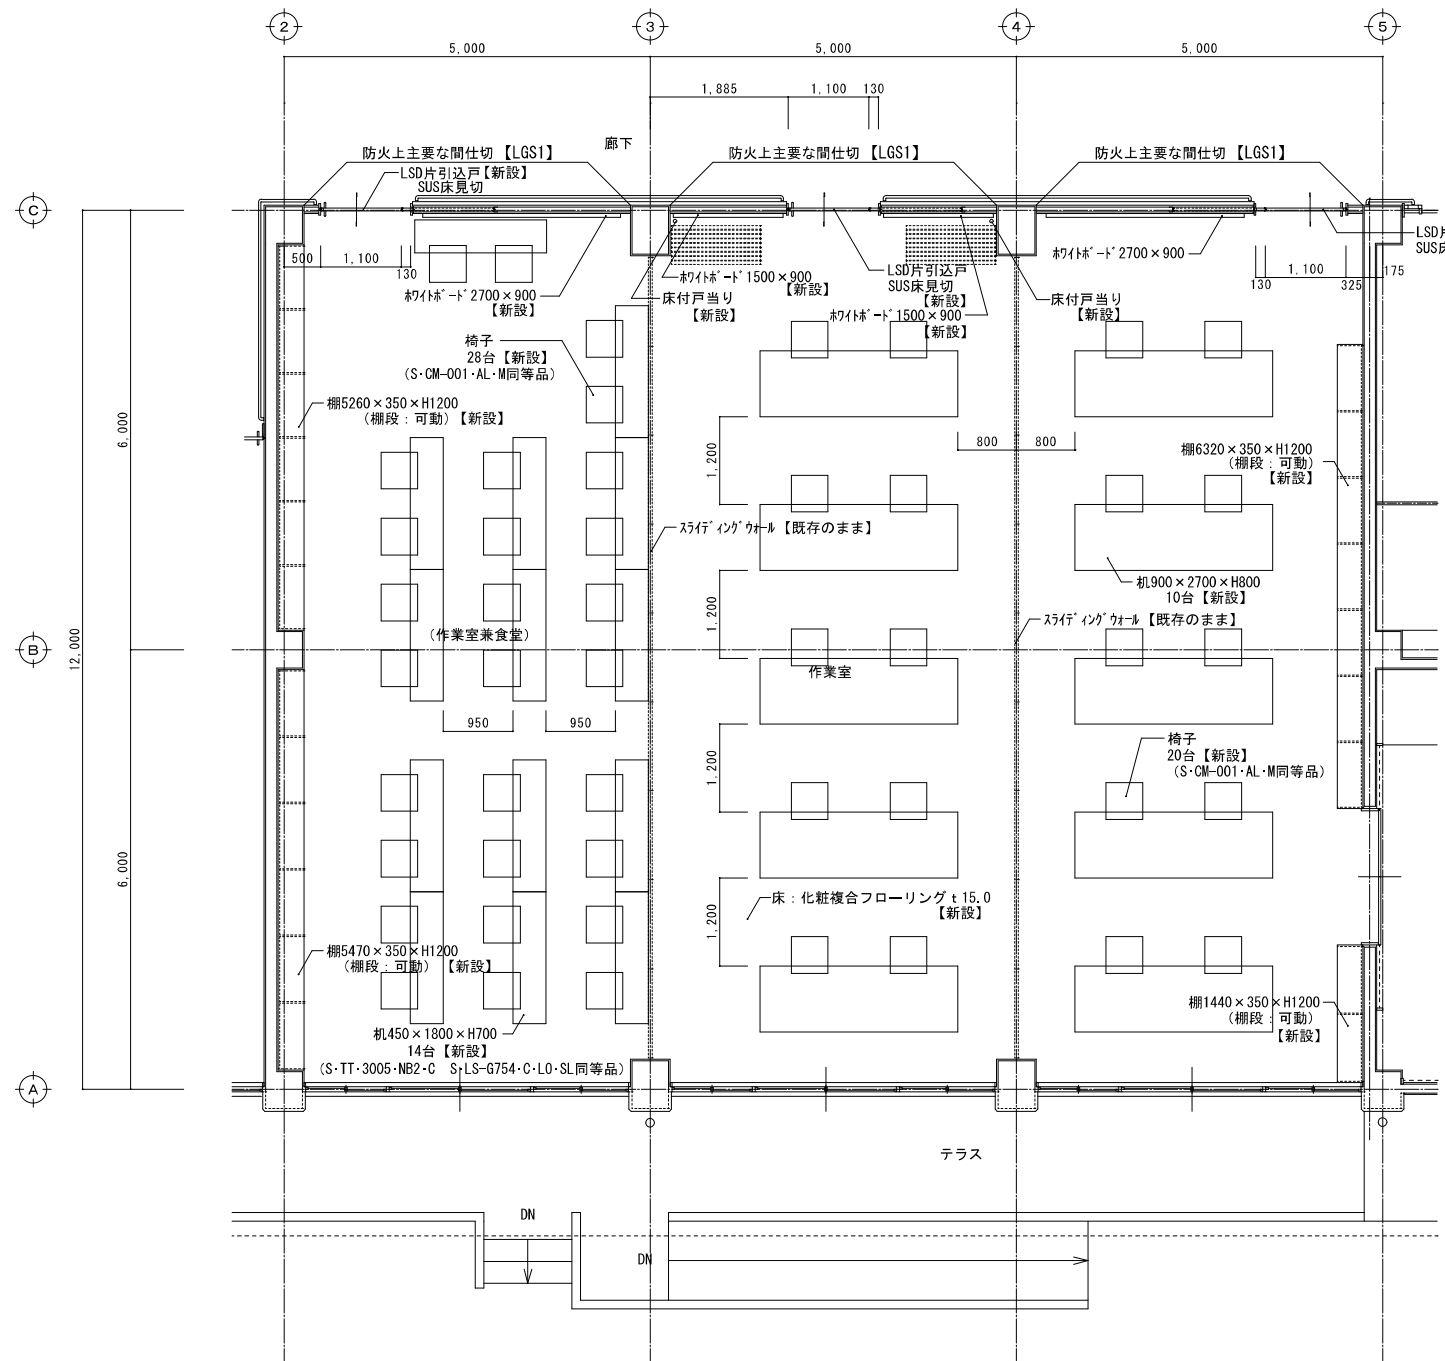 2
3
4
5
5,000
5,000
5,000
1,885
1,100
130
廊下
防火上主要な間仕切【LGS1】
防火上主要な間仕切【LGS1】
防火上主要な間仕切【LGS1】
LSD片引込戸【新設】
SUS床見切
C
LSD片
SUS床
500
1,100
130
ﾎﾜｲﾄﾎﾞｰﾄﾞ2700×900
【新設】
ﾎﾜｲﾄﾎﾞｰﾄﾞ1500×900
【新設】
床付戸当り
【新設】
LSD片引込戸
SUS床見切
【新設】
ﾎﾜｲﾄﾎﾞｰﾄﾞ1500×900
【新設】
ﾎﾜｲﾄﾎﾞｰﾄﾞ2700×900
床付戸当り
【新設】
130
1,100
325
175
椅子
28台【新設】
(S・CM-001・AL・M同等品)
棚5260×350×H1200
(棚段：可動)【新設】
6,000
1,200
800
800
棚6320×350×H1200
(棚段：可動)
【新設】
ｽﾗｲﾃﾞｨﾝｸﾞｳｫｰﾙ【既存のまま】
机900×2700×H800
10台【新設】
1,200
ｽﾗｲﾃﾞｨﾝｸﾞｳｫｰﾙ【既存のまま】
(作業室兼食堂)
B
12,000
作業室
950
950
1,200
椅子
20台【新設】
(S・CM-001・AL・M同等品)
6,000
床：化粧複合フローリングｔ15.0
【新設】
1,200
棚5470×350×H1200
(棚段：可動)【新設】
棚1440×350×H1200
(棚段：可動)
【新設】
机450×1800×H700
14台【新設】
(S・TT・3005・NB2・C S・LS-G754・C・LO・SL同等品)
A
テラス
DN
DN